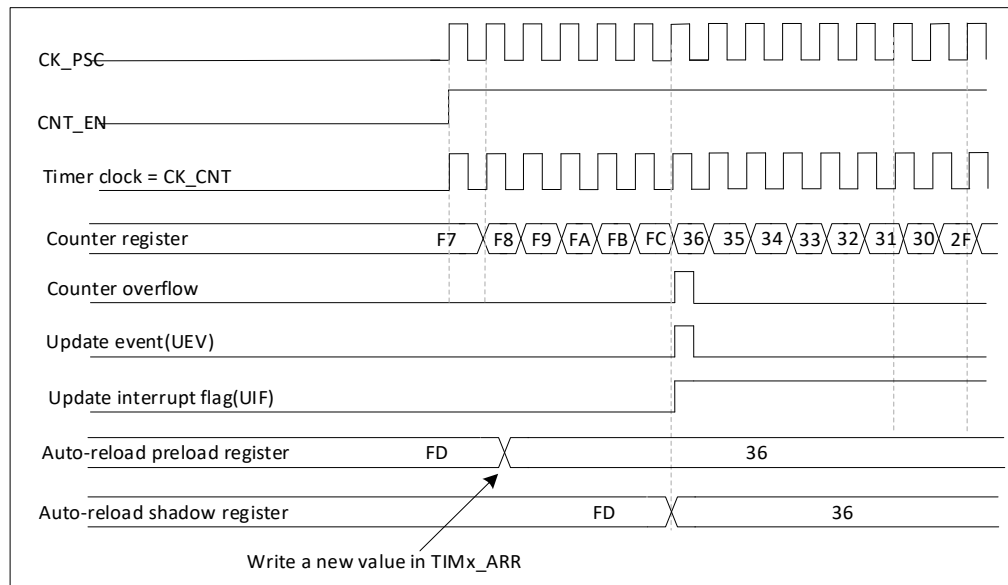 CK_PSC
CNT_EN
Timer clock = CK_CNT
Counter register F7 F8 F9 FA FB FC 36 35 34 33 32 31 30 2F
Counter overflow
Update event(UEV)
Update interrupt flag(UIF)
Auto-reload preload register FD 36
Auto-reload shadow register FD 36
Write a new value in TIMx_ARR